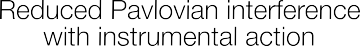 Reduced Pavlovian interference
with instrumental action